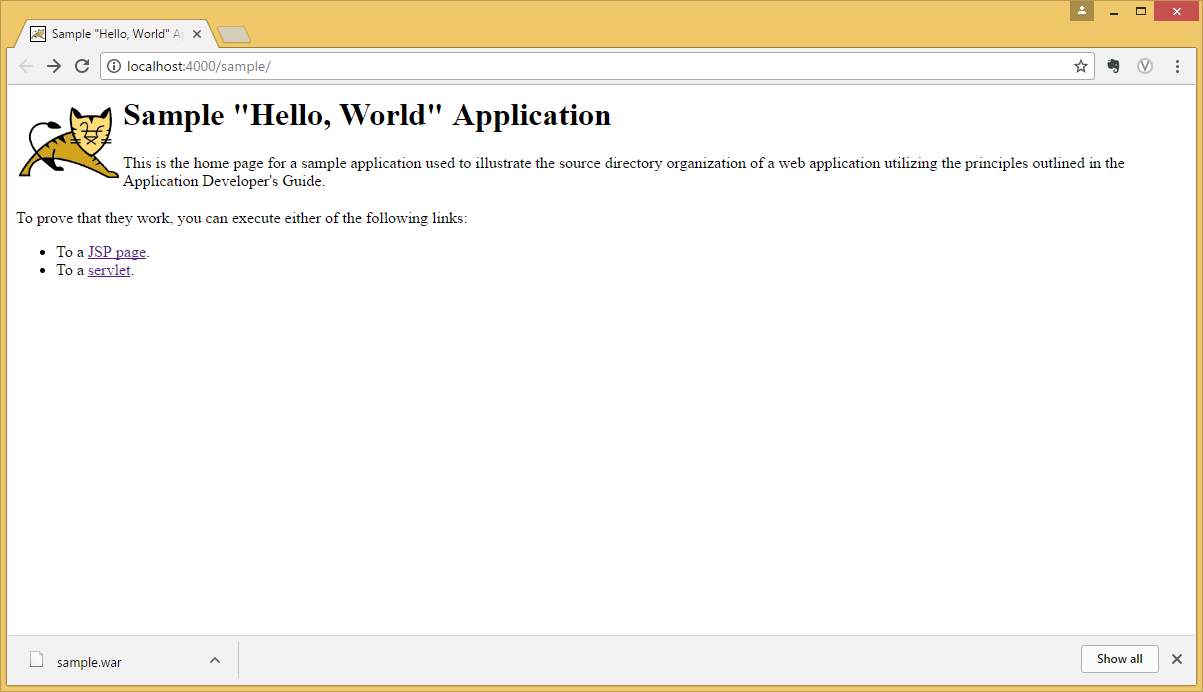 Sample "Hello, World" A
localhost:4000/sample/
Sample "Hello, World" Application
This is the home page for a sample application used to illustrate the source directory organization of a web application utilizing the principles outlined in the
Application Developer's Guide.
To prove that they work, you can execute either of the following links:
• To a JSP page.
• To a servlet.
sample.war
Show all